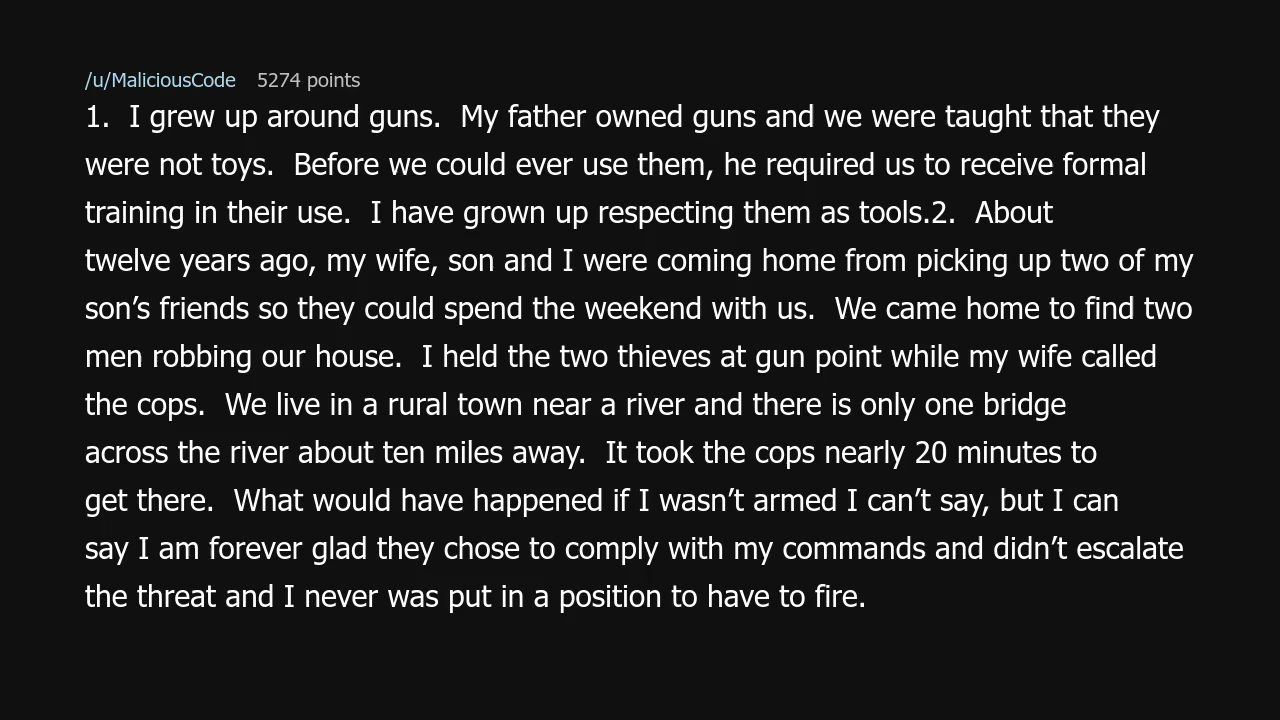 /u/MaliciousCode 5274 points
1.  I grew up around guns.  My father owned guns and we were taught that they
were not toys.  Before we could ever use them, he required us to receive formal
training in their use.  I have grown up respecting them as tools.2.  About
twelve years ago, my wife, son and I were coming home from picking up two of my
son’s friends so they could spend the weekend with us.  We came home to find two
men robbing our house.  I held the two thieves at gun point while my wife called
the cops.  We live in a rural town near a river and there is only one bridge
across the river about ten miles away.  It took the cops nearly 20 minutes to
get there.  What would have happened if I wasn’t armed I can’t say, but I can
say I am forever glad they chose to comply with my commands and didn’t escalate
the threat and I never was put in a position to have to fire.